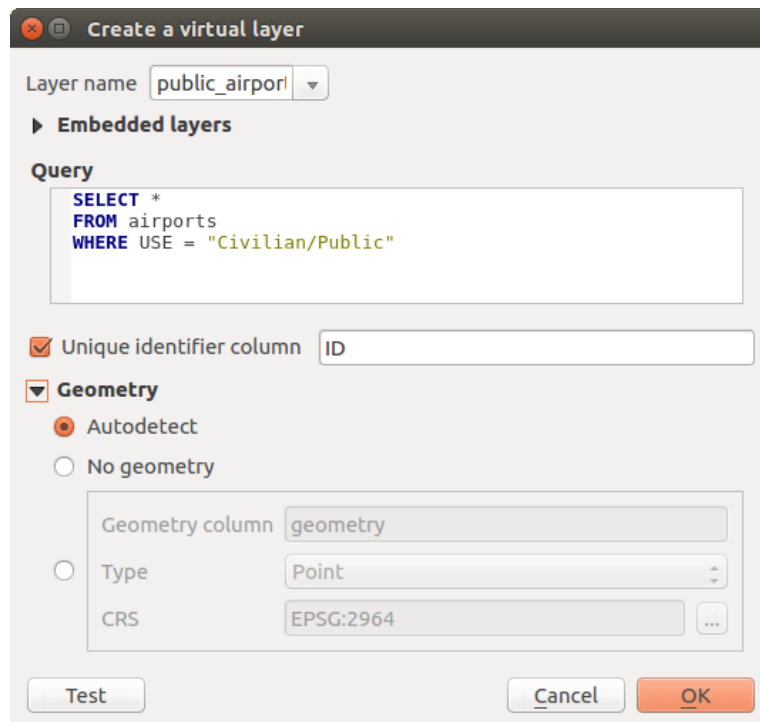 Create a virtual layer
Layer name public_airport
Embedded layers
Query
SELECT *
FROM airports
WHERE USE = "Civilian/Public"
Unique identifier column ID
Geometry
Autodetect
No geometry
Geometry column geometry
Type Point
CRS EPSG:2964 ...
Test Cancel OK